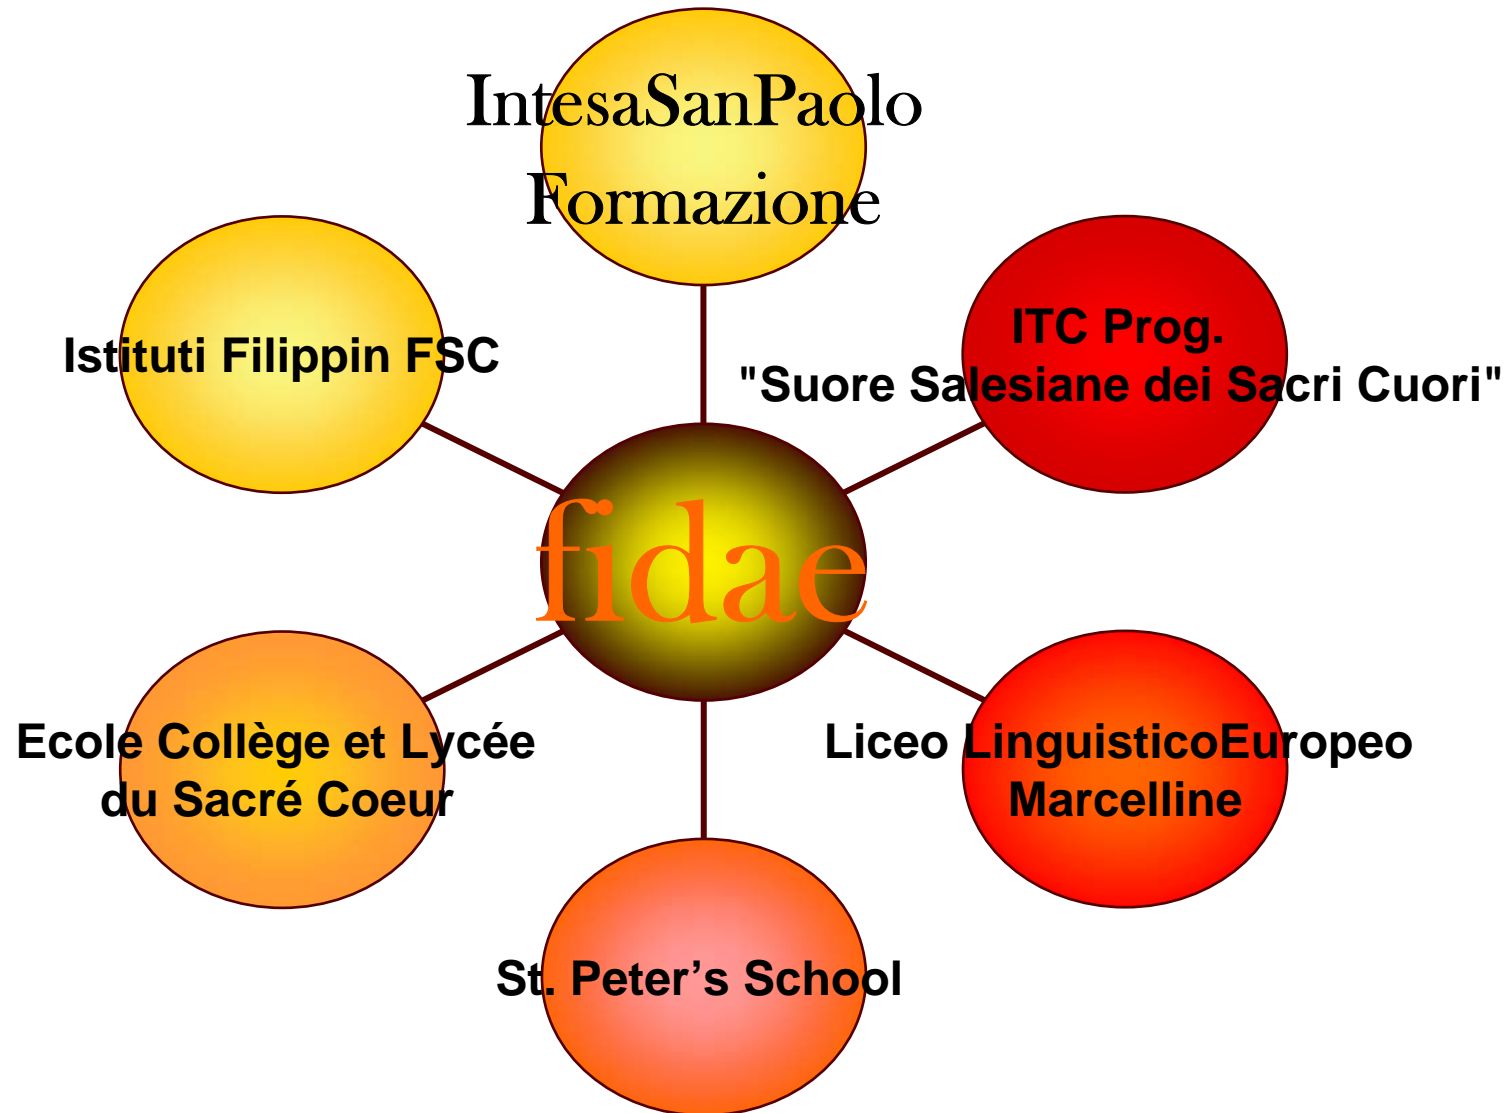 IntesaSanPaolo
Formazione
ITC Prog.
"Suore Salesiane dei Sacri Cuori"
Istituti Filippin FSC
fidae
Ecole Collège et Lycée
du Sacré Coeur
Liceo LinguisticoEuropeo
Marcelline
St. Peter’s School